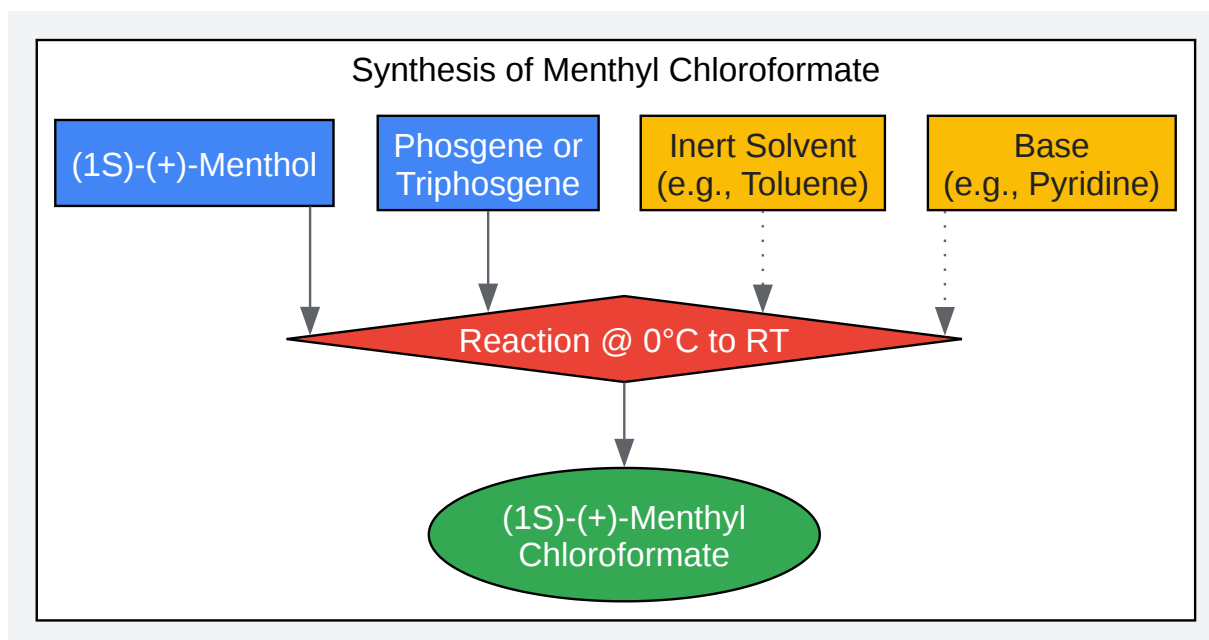 Synthesis of Menthyl Chloroformate
(1S)-(+)-Menthol
Phosgene or
Triphosgene
Inert Solvent
(e.g., Toluene)
Base
(e.g., Pyridine)
Reaction @ 0°C to RT
(1S)-(+)-Menthyl
Chloroformate